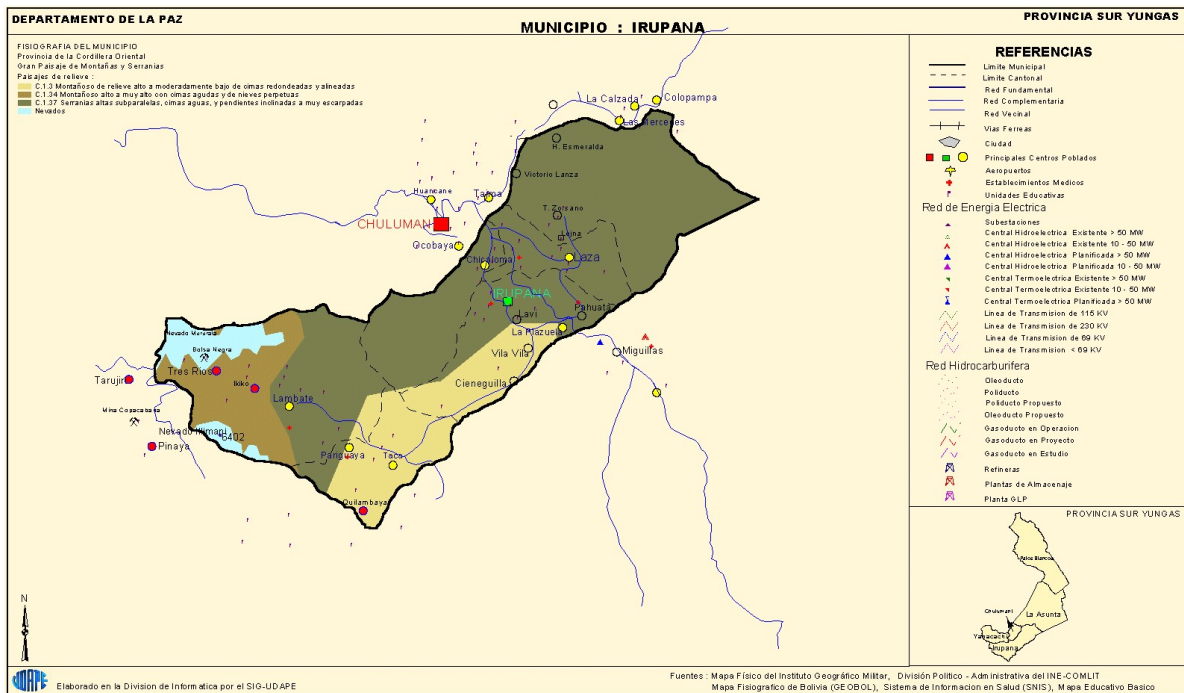 DEPARTAMENTO DE LA PAZ
MUNICIPIO : IRUPANA
PROVINCIA SUR YUNGAS
FISIOGRAFIA DEL MUNICIPIO
Provincia de la Cordillera Oriental
Gran Paisaje de Montañas y Serranias
Paisajes de relieve :
C.1.3 Montañoso de relieve alto a moderadamente bajo de cimas redondeadas y alineadas
C.1.34 Montañoso alto a muy alto con cimas agudas y de nieves perpetuas
C.1.37 Serranias altas subparalelas, cimas aguas, y pendientes inclinadas a muy escarpadas
Nevados
La Calzada
Colopampa
Las Mercedes
H. Esmeralda
Victorio Lanza
Huancane
Tajma
CHULUMANI
T. Zorsano
Leina
Ocobaya
Chicaloma
Laza
IRUPANA
Lavi
Pahuata
La Plazuela
Vila Vila
Miguillas
Cieneguilla
Nevado Mururata
Bolsa Negra
Tres Rios
Tarujiri
Ikiko
Lambate
Mina Copacabana
Nevado Illimani
6402
Pinaya
Pariguaya
Taca
Quilambaya
N
REFERENCIAS
Limite Municipal
Limite Cantonal
Red Fundamental
Red Complementaria
Red Vecinal
Vias Ferreas
Ciudad
Principales Centros Poblados
Aeropuertos
Establecimientos Medicos
Unidades Educativas
Red de Energia Electrica
Subestaciones
Central Hidroelectrica Existente > 50 MW
Central Hidroelectrica Existente 10 - 50 MW
Central Hidroelectrica Planificada > 50 MW
Central Hidroelectrica Planificada 10 - 50 MW
Central Termoelectrica Existente > 50 MW
Central Termoelectrica Existente 10 - 50 MW
Central Termoelectrica Planificada > 50 MW
Linea de Transmision de 115 KV
Linea de Transmision de 230 KV
Linea de Transmision de 69 KV
Linea de Transmision < 69 KV
Red Hidrocarburifera
Oleoducto
Poliducto
Poliducto Propuesto
Oleoducto Propuesto
Gasoducto en Operacion
Gasoducto en Proyecto
Gasoducto en Estudio
Refineras
Plantas de Almacenaje
Planta GLP
PROVINCIA SUR YUNGAS
Palos Blancos
La Asunta
Chulumani
Yanacachi
Irupana
UDAPE
Elaborado en la Division de Informatica por el SIG-UDAPE
Fuentes : Mapa Físico del Instituto Geográfico Militar, División Politico - Administrativa del INE-COMLIT
Mapa Fisiografico de Bolivia (GEOBOL), Sistema de Informacion en Salud (SNIS), Mapa Educativo Basico